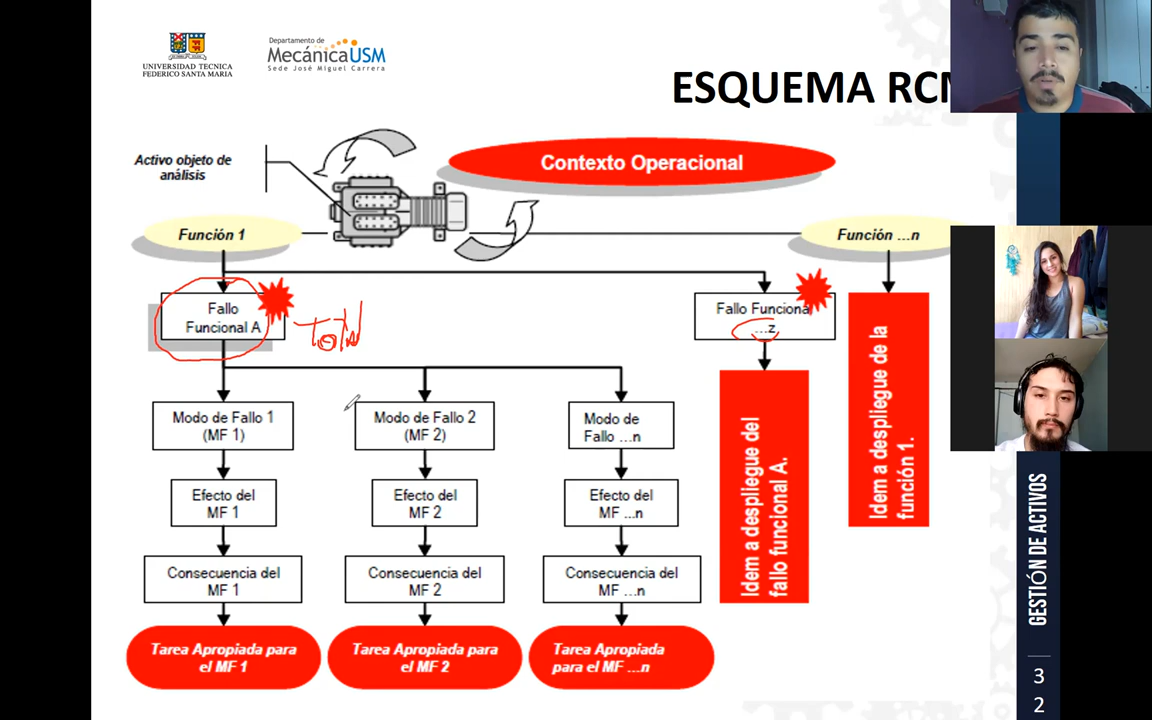 UNIVERSIDAD TECNICA
FEDERICO SANTA MARIA
Departamento de
MecánicaUSM
Sede José Miguel Carrera
ESQUEMA RCM
Activo objeto de
análisis
Contexto Operacional
Función 1
Función ...n
Fallo
Funcional A
Total
Fallo Funciona
...z
Modo de Fallo 1
(MF 1)
Modo de Fallo 2
(MF 2)
Modo de
Fallo ...n
Efecto del
MF 1
Efecto del
MF 2
Efecto del
MF ...n
Consecuencia del
MF 1
Consecuencia del
MF 2
Consecuencia del
MF ...n
Tarea Apropiada para
el MF 1
Tarea Apropiada para
el MF 2
Tarea Apropiada
para el MF ...n
Idem a despliegue del
fallo funcional A.
Idem a despliegue de la
función 1.
GESTIÓN DE ACTIVOS
3
2